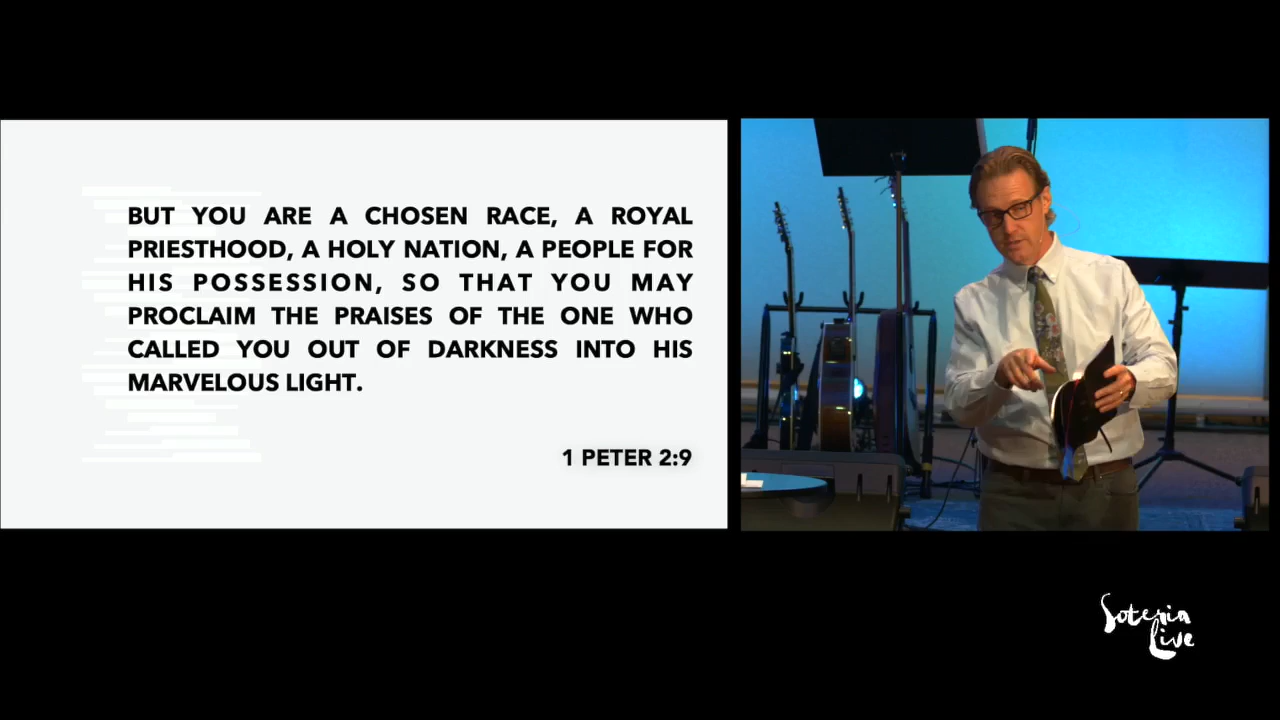 BUT YOU ARE A CHOSEN RACE, A ROYAL
PRIESTHOOD, A HOLY NATION, A PEOPLE FOR
HIS POSSESSION, SO THAT YOU MAY
PROCLAIM THE PRAISES OF THE ONE WHO
CALLED YOU OUT OF DARKNESS INTO HIS
MARVELOUS LIGHT.
1 PETER 2:9
Soteria
Live